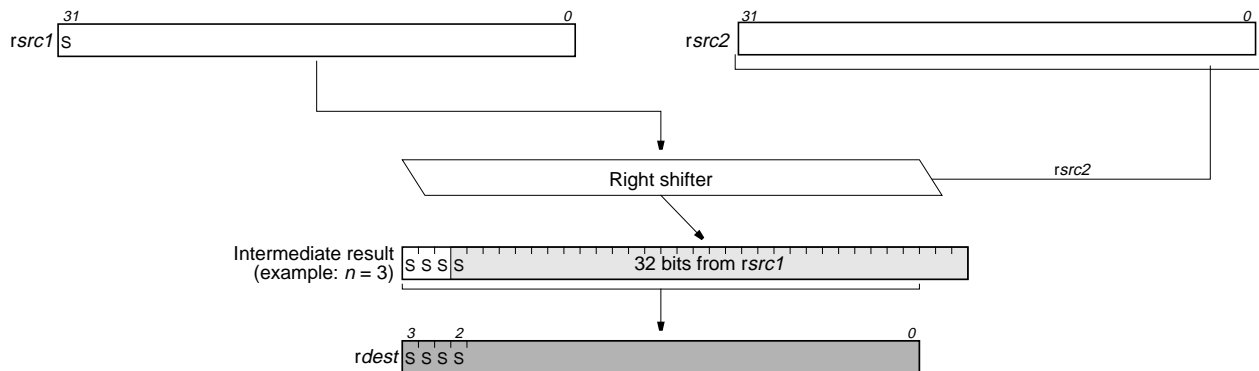 31 0
rsrc1
S
31 0
rsrc2
Right shifter
rsrc2
Intermediate result
(example: n = 3)
S S S S 32 bits from rsrc1
3 2 0
rdest
S S S S